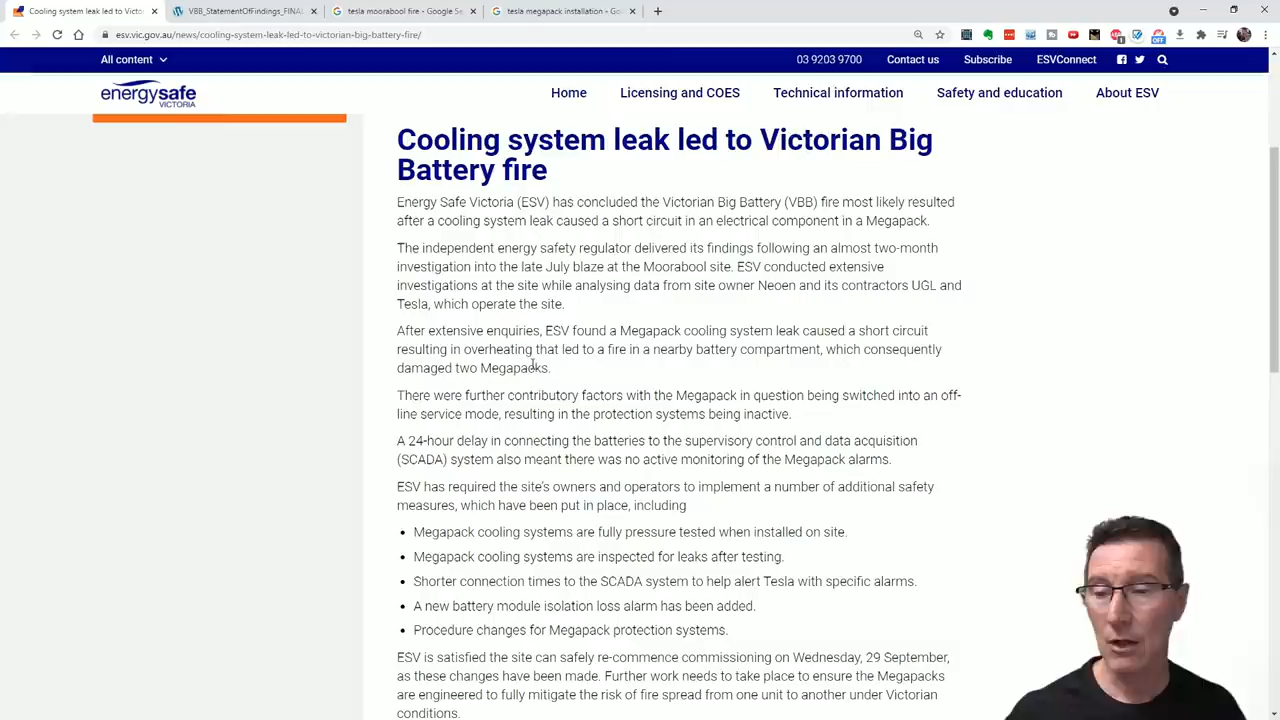 Cooling system leak led to Victor
VBB_StatementOfFindings_FINAL
tesla moorabool fire - Google Se
tesla megapack installation - Go
esv.vic.gov.au/news/cooling-system-leak-led-to-victorian-big-battery-fire/
All content
03 9203 9700
Contact us
Subscribe
ESVConnect
energysafe
VICTORIA
Home
Licensing and COES
Technical information
Safety and education
About ESV
Cooling system leak led to Victorian Big
Battery fire
Energy Safe Victoria (ESV) has concluded the Victorian Big Battery (VBB) fire most likely resulted
after a cooling system leak caused a short circuit in an electrical component in a Megapack.
The independent energy safety regulator delivered its findings following an almost two-month
investigation into the late July blaze at the Moorabool site. ESV conducted extensive
investigations at the site while analysing data from site owner Neoen and its contractors UGL and
Tesla, which operate the site.
After extensive enquiries, ESV found a Megapack cooling system leak caused a short circuit
resulting in overheating that led to a fire in a nearby battery compartment, which consequently
damaged two Megapacks.
There were further contributory factors with the Megapack in question being switched into an off-
line service mode, resulting in the protection systems being inactive.
A 24-hour delay in connecting the batteries to the supervisory control and data acquisition
(SCADA) system also meant there was no active monitoring of the Megapack alarms.
ESV has required the site's owners and operators to implement a number of additional safety
measures, which have been put in place, including
• Megapack cooling systems are fully pressure tested when installed on site.
• Megapack cooling systems are inspected for leaks after testing.
• Shorter connection times to the SCADA system to help alert Tesla with specific alarms.
• A new battery module isolation loss alarm has been added.
• Procedure changes for Megapack protection systems.
ESV is satisfied the site can safely re-commence commissioning on Wednesday, 29 September,
as these changes have been made. Further work needs to take place to ensure the Megapacks
are engineered to fully mitigate the risk of fire spread from one unit to another under Victorian
conditions.